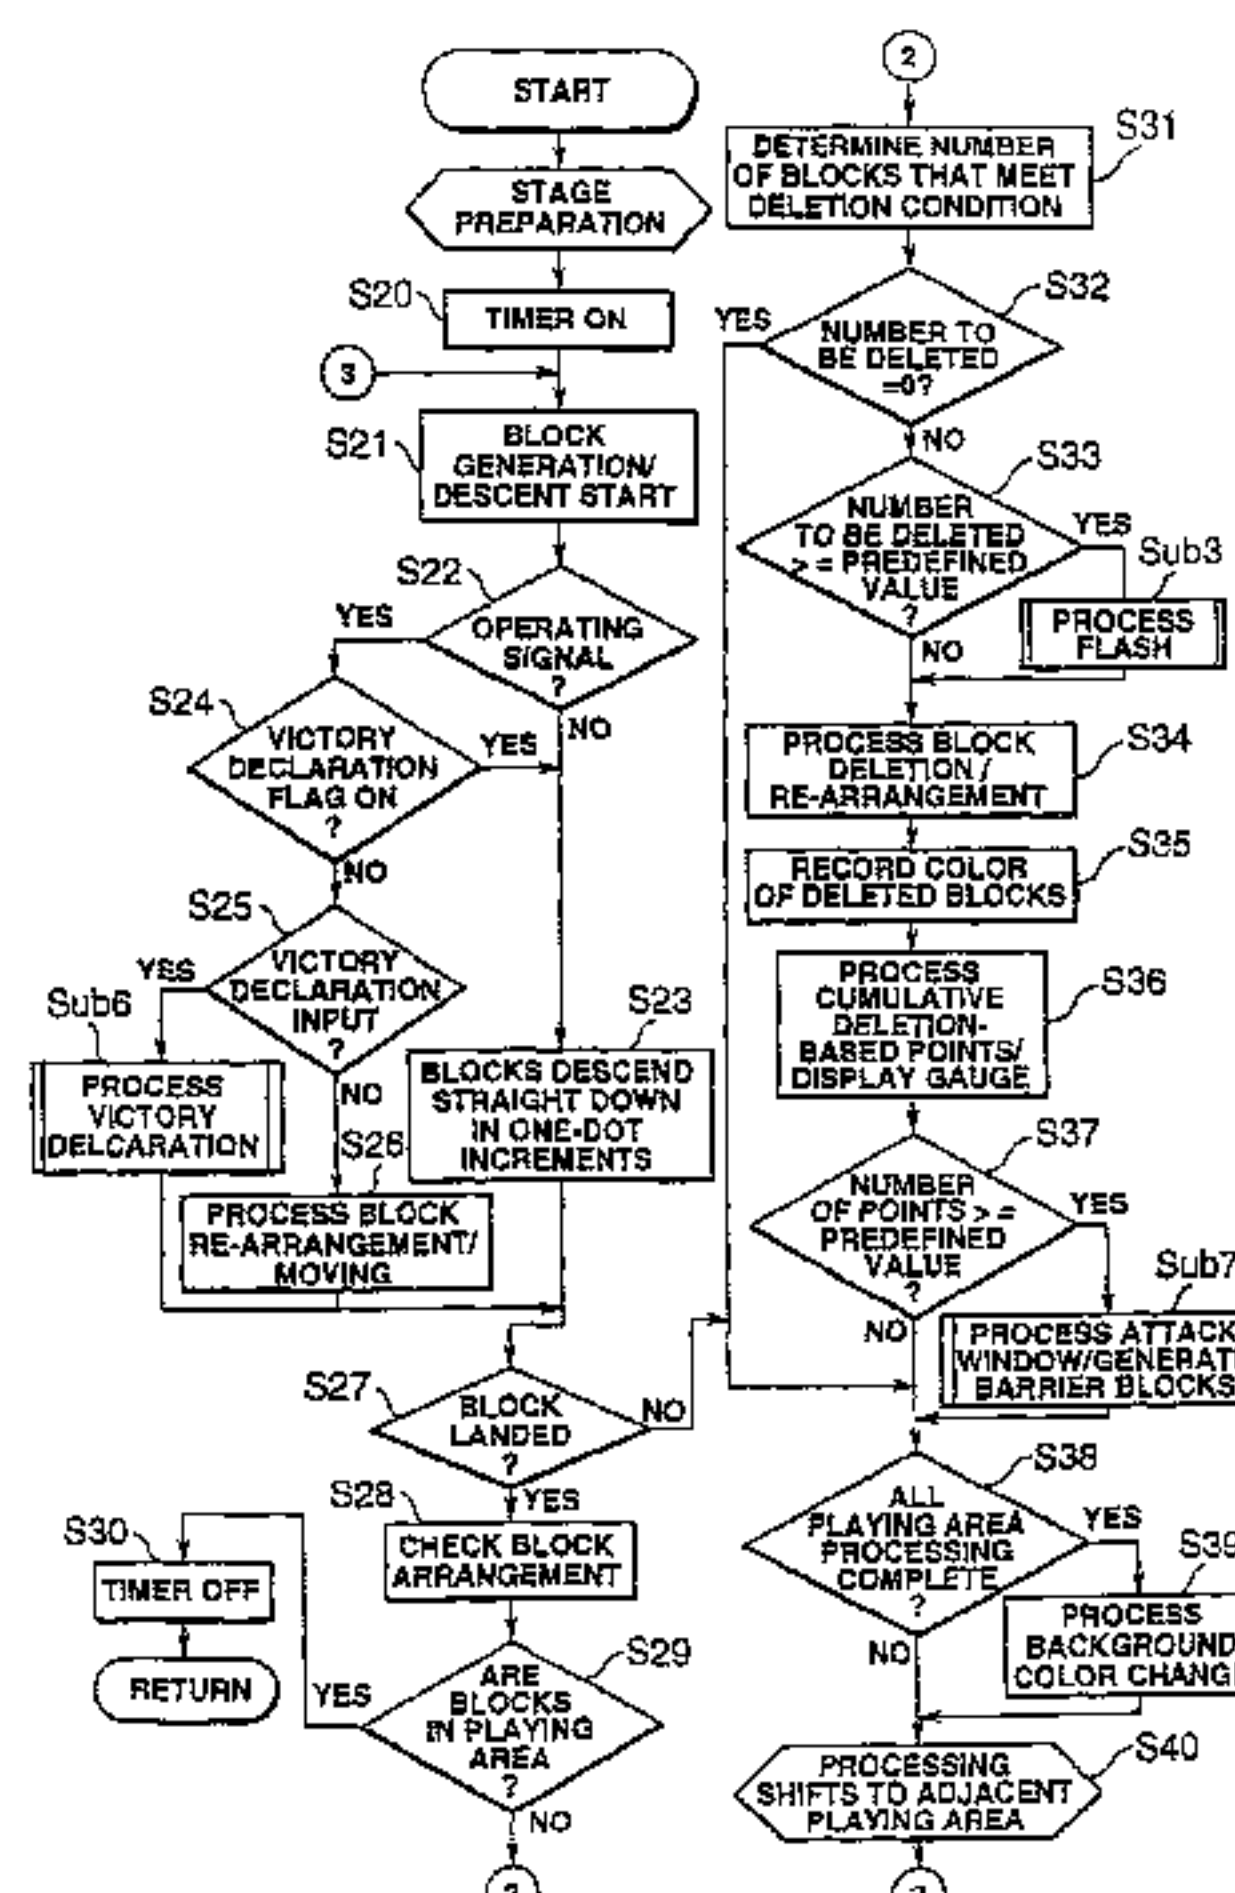 START
STAGE
PREPARATION
S20
TIMER ON
3
S21
BLOCK
GENERATION/
DESCENT START
S22
YES
OPERATING
SIGNAL
?
NO
S24
VICTORY
DECLARATION
FLAG ON
?
YES
NO
S25
VICTORY
DECLARATION
INPUT
?
YES
Sub6
PROCESS
VICTORY
DELCARATION
NO
S26
PROCESS BLOCK
RE-ARRANGEMENT/
MOVING
S23
BLOCKS DESCEND
STRAIGHT DOWN
IN ONE-DOT
INCREMENTS
S27
BLOCK
LANDED
?
NO
YES
S28
CHECK BLOCK
ARRANGEMENT
S30
TIMER OFF
RETURN
S29
ARE
BLOCKS
IN PLAYING
AREA
?
YES
NO
2
S31
DETERMINE NUMBER
OF BLOCKS THAT MEET
DELETION CONDITION
S32
YES
NUMBER TO
BE DELETED
=0?
NO
S33
NUMBER
TO BE DELETED
> = PREDEFINED
VALUE
?
YES
Sub3
PROCESS
FLASH
NO
S34
PROCESS BLOCK
DELETION /
RE-ARRANGEMENT
S35
RECORD COLOR
OF DELETED BLOCKS
S36
PROCESS
CUMULATIVE
DELETION-
BASED POINTS/
DISPLAY GAUGE
S37
NUMBER
OF POINTS > =
PREDEFINED
VALUE
?
YES
NO
Sub7
PROCESS ATTACK
WINDOW/GENERATE
BARRIER BLOCKS
S38
ALL
PLAYING AREA
PROCESSING
COMPLETE
?
YES
NO
S39
PROCESS
BACKGROUND
COLOR CHANGE
S40
PROCESSING
SHIFTS TO ADJACENT
PLAYING AREA